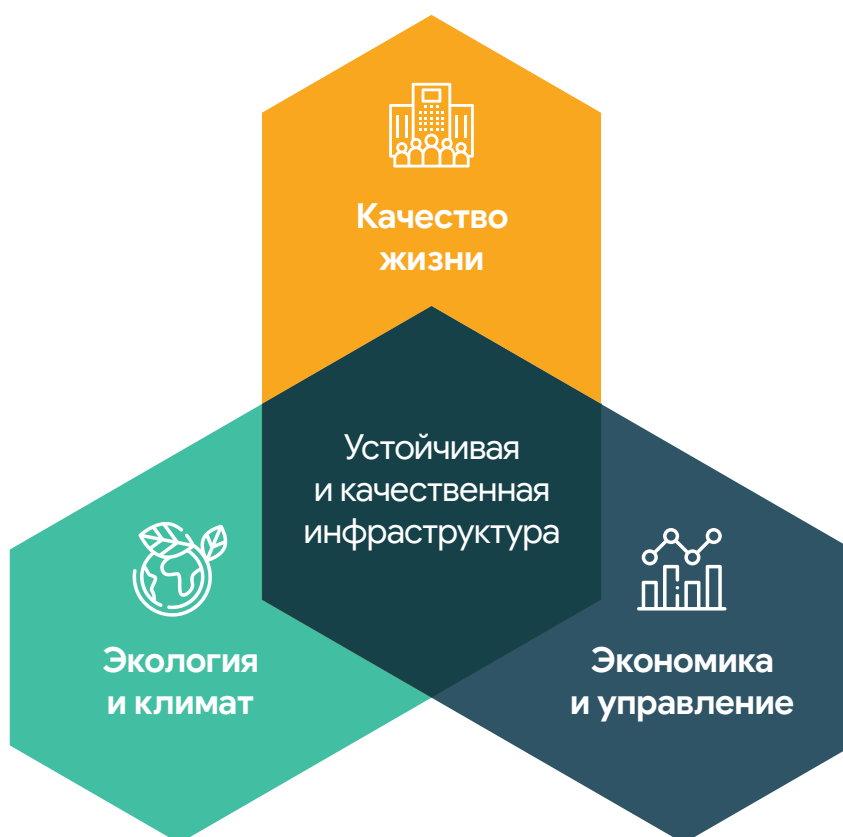 Качество
жизни
Устойчивая
и качественная
инфраструктура
Экология
и климат
Экономика
и управление